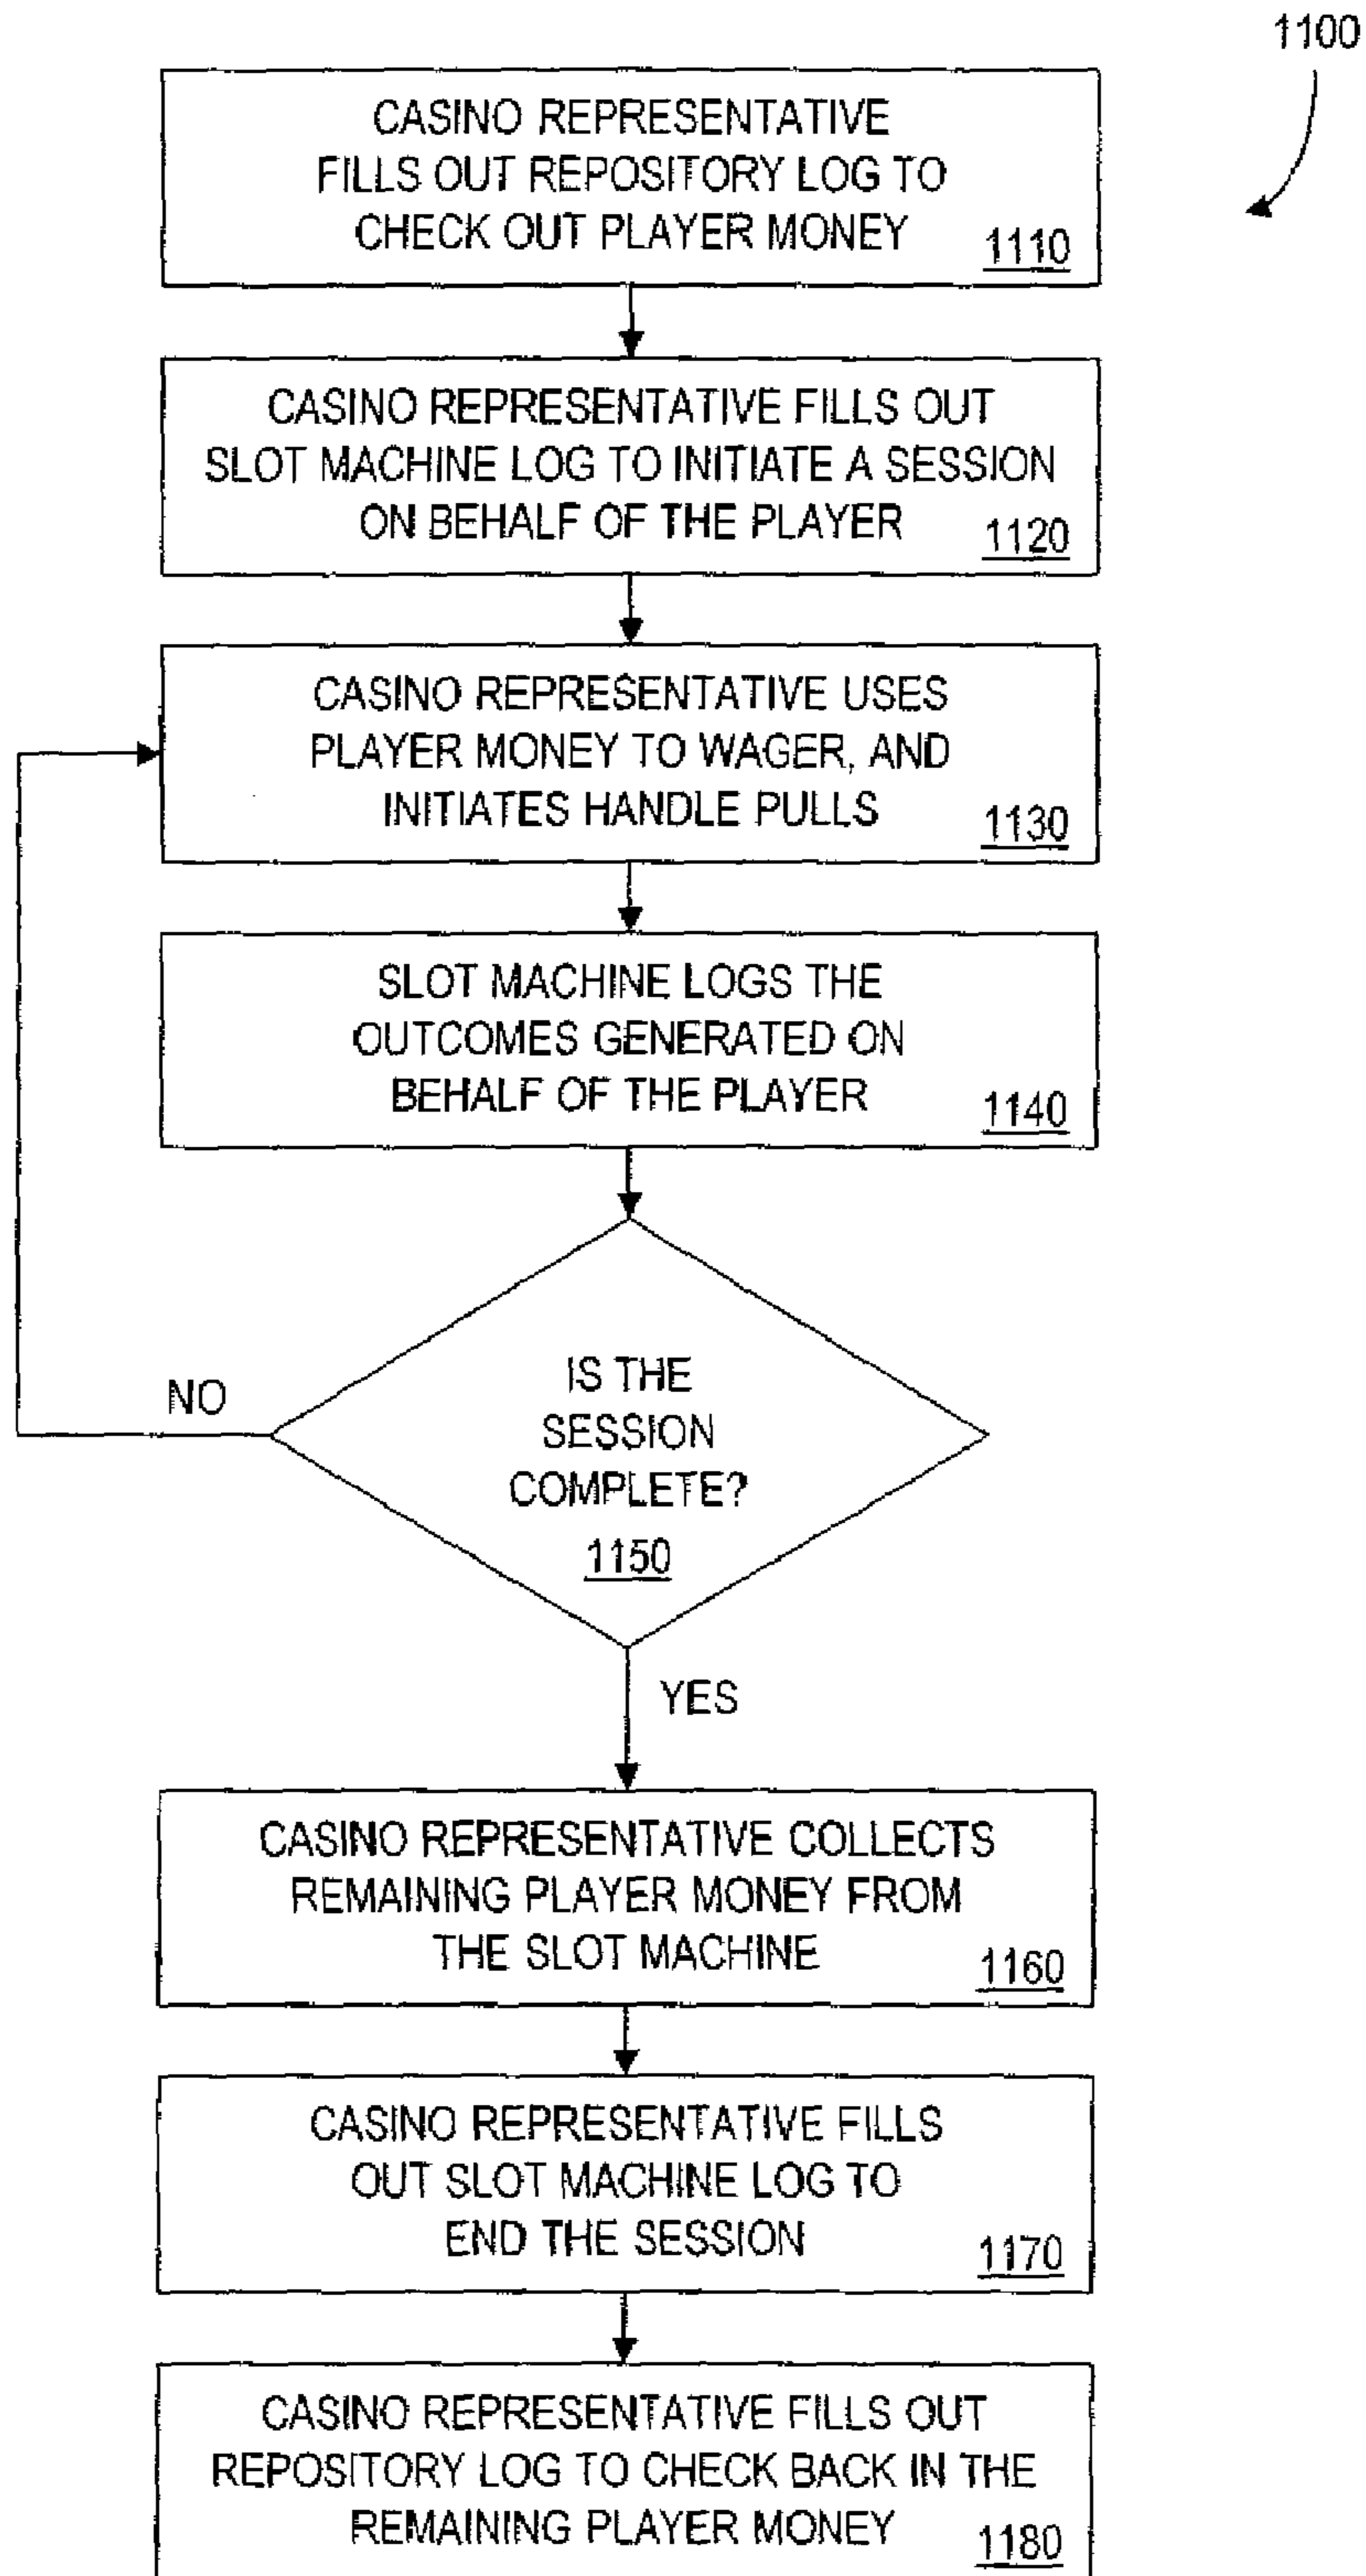 1100
CASINO REPRESENTATIVE
FILLS OUT REPOSITORY LOG TO
CHECK OUT PLAYER MONEY
1110
CASINO REPRESENTATIVE FILLS OUT
SLOT MACHINE LOG TO INITIATE A SESSION
ON BEHALF OF THE PLAYER
1120
CASINO REPRESENTATIVE USES
PLAYER MONEY TO WAGER, AND
INITIATES HANDLE PULLS
1130
SLOT MACHINE LOGS THE
OUTCOMES GENERATED ON
BEHALF OF THE PLAYER
1140
IS THE
SESSION
COMPLETE?
1150
NO
YES
CASINO REPRESENTATIVE COLLECTS
REMAINING PLAYER MONEY FROM
THE SLOT MACHINE
1160
CASINO REPRESENTATIVE FILLS
OUT SLOT MACHINE LOG TO
END THE SESSION
1170
CASINO REPRESENTATIVE FILLS OUT
REPOSITORY LOG TO CHECK BACK IN THE
REMAINING PLAYER MONEY
1180